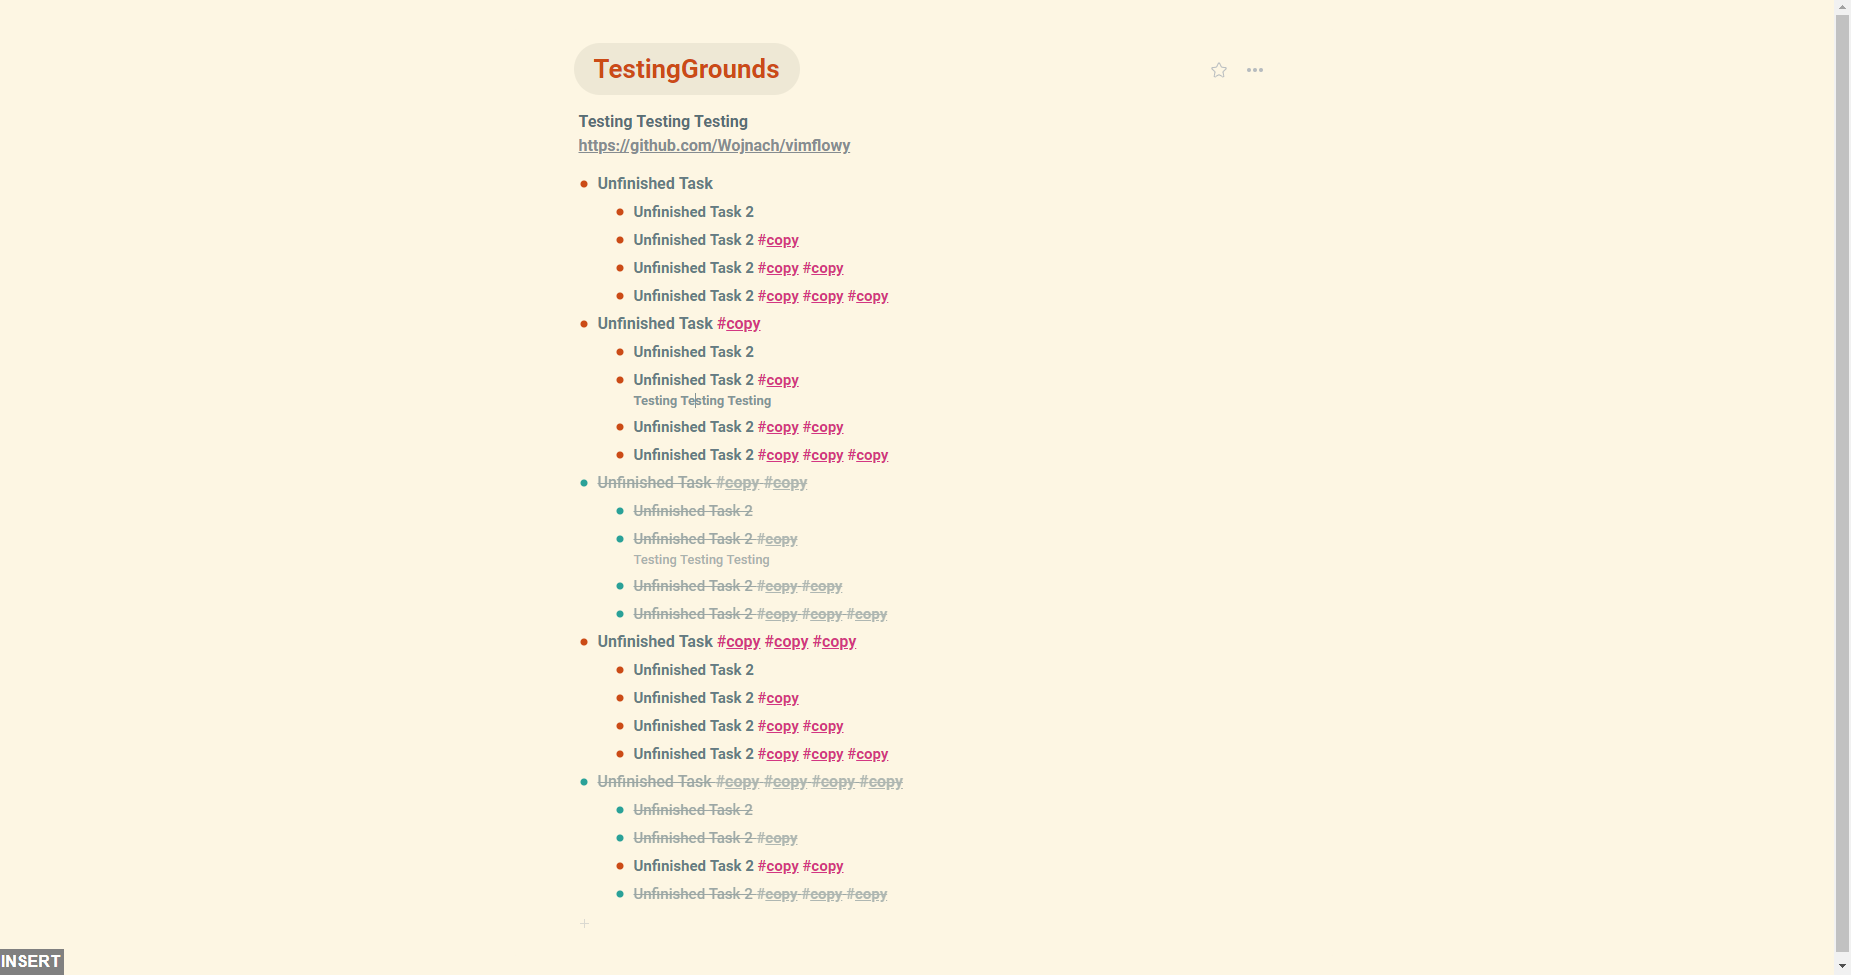 TestingGrounds
Testing Testing Testing
https://github.com/Wojnach/vimflowy
Unfinished Task
Unfinished Task 2
Unfinished Task 2 #copy
Unfinished Task 2 #copy #copy
Unfinished Task 2 #copy #copy #copy
Unfinished Task #copy
Unfinished Task 2
Unfinished Task 2 #copy
Testing Testing Testing
Unfinished Task 2 #copy #copy
Unfinished Task 2 #copy #copy #copy
Unfinished Task #copy #copy
Unfinished Task 2
Unfinished Task 2 #copy
Testing Testing Testing
Unfinished Task 2 #copy #copy
Unfinished Task 2 #copy #copy #copy
Unfinished Task #copy #copy #copy
Unfinished Task 2
Unfinished Task 2 #copy
Unfinished Task 2 #copy #copy
Unfinished Task 2 #copy #copy #copy
Unfinished Task #copy #copy #copy #copy
Unfinished Task 2
Unfinished Task 2 #copy
Unfinished Task 2 #copy #copy
Unfinished Task 2 #copy #copy #copy
INSERT